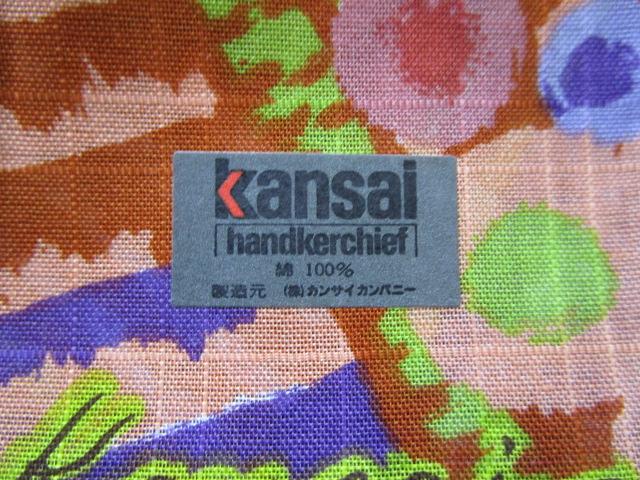 kansai
handkerchief
綿 100%
製造元 (株)カンサイカンパニー